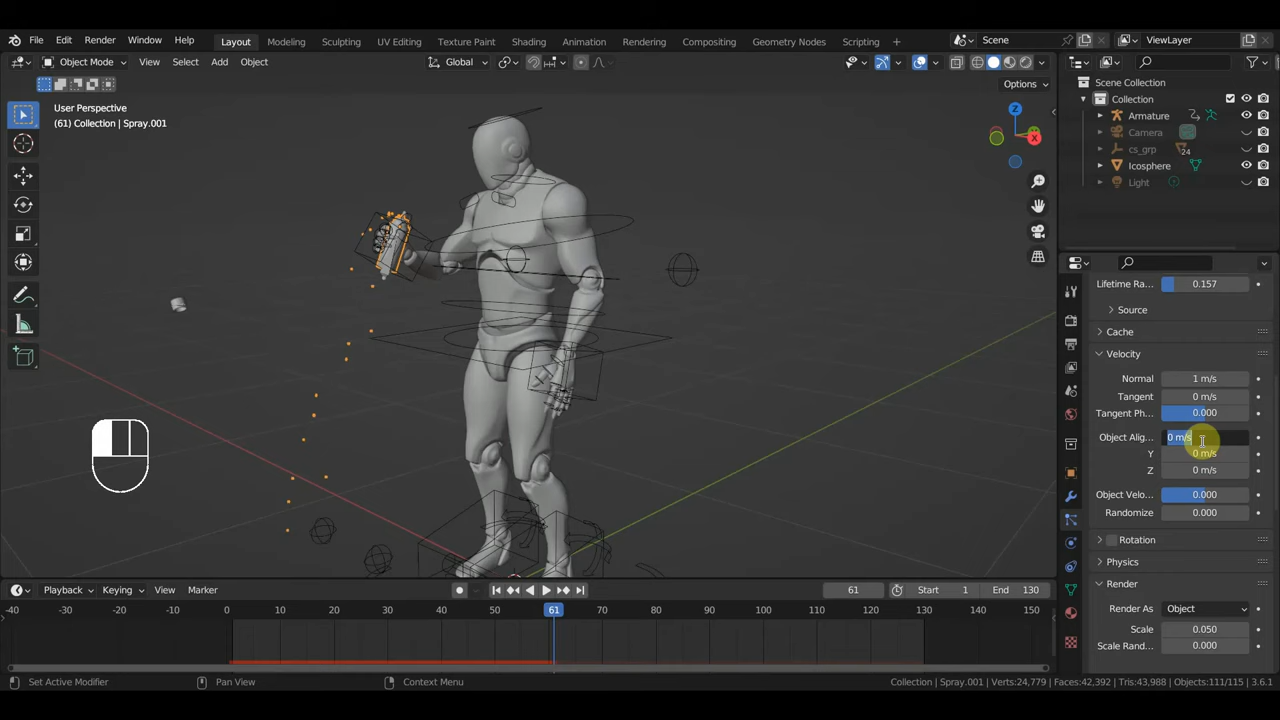 File Edit Render Window Help Layout Modeling Sculpting UV Editing Texture Paint Shading Animation Rendering Compositing Geometry Nodes Scripting + Scene ViewLayer
Object Mode View Select Add Object Global
Options
User Perspective
(61) Collection | Spray.001
Z
X
Scene Collection
Collection
Armature
Camera
cs_grp 24
Icosphere
Light
Lifetime Ra... 0.157
Source
Cache
Velocity
Normal 1 m/s
Tangent 0 m/s
Tangent Ph... 0.000
Object Alig... 0 m/s
Y 0 m/s
Z 0 m/s
Object Velo... 0.000
Randomize 0.000
Rotation
Physics
Render
Render As Object
Scale 0.050
Scale Rand... 0.000
Playback Keying View Marker 61 Start 1 End 130
-40 -30 -20 -10 0 10 20 30 40 50 61 70 80 90 100 110 120 130 140 150
Set Active Modifier Pan View Context Menu Collection | Spray.001 | Verts:24,779 | Faces:42,392 | Tris:43,988 | Objects:111/115 | 3.6.1